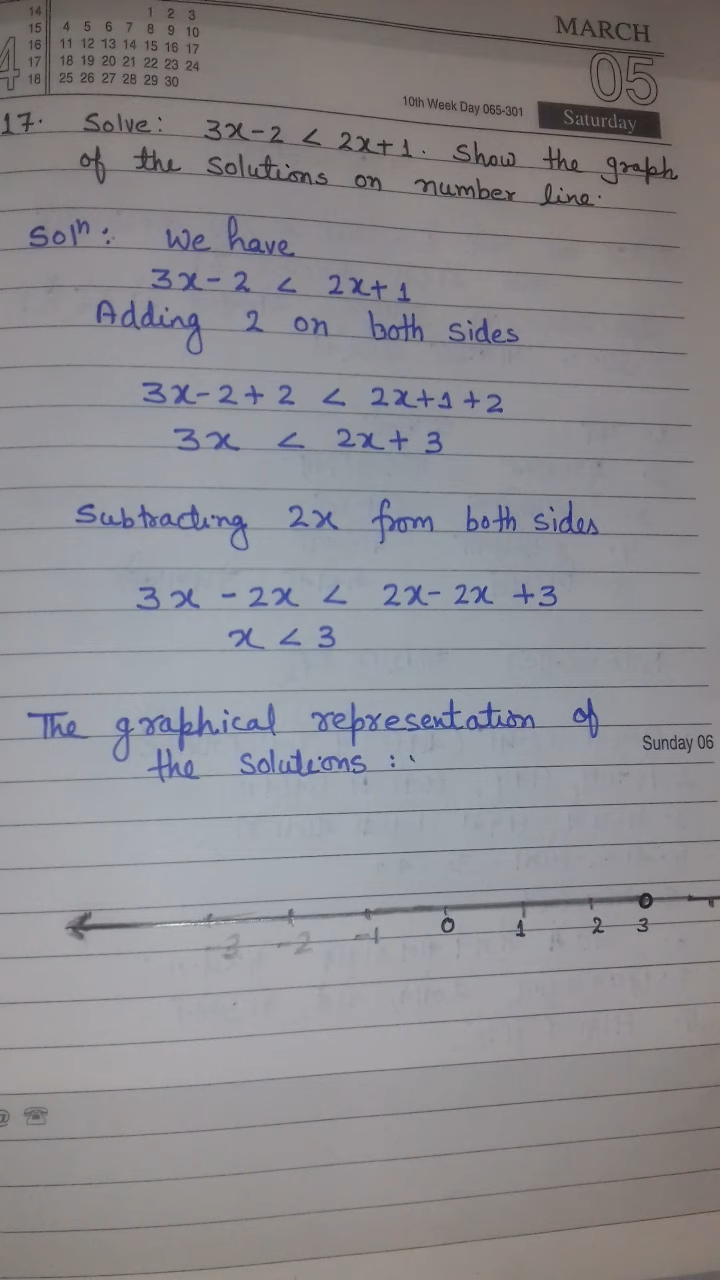 MARCH
14 1 2 3
15 4 5 6 7 8 9 10
16 11 12 13 14 15 16 17
17 18 19 20 21 22 23 24
18 25 26 27 28 29 30
4
05
10th Week Day 065-301
Saturday
17. Solve: 3x-2 < 2x+1. Show the graph
of the solutions on number line.
Solⁿ: We have
3x-2 < 2x+1
Adding 2 on both sides
3x-2+2 < 2x+1+2
3x < 2x+3
Subtracting 2x from both sides
3x -2x < 2x-2x +3
x < 3
The graphical representation of
Sunday 06
the solutions :
-3 -2 -1 0 1 2 3
@ ☎